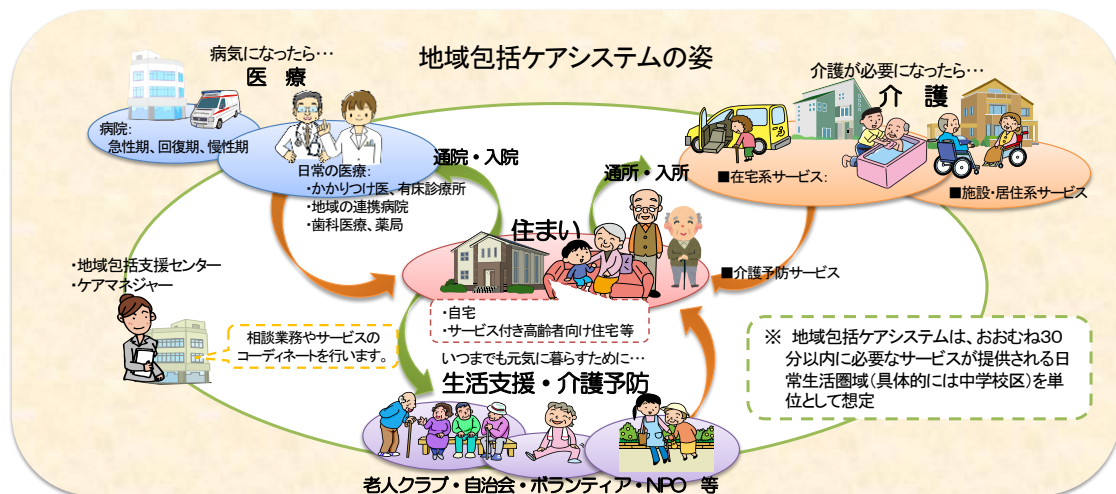 地域包括ケアシステムの姿
病気になったら…
医　療
病院：
急性期、回復期、慢性期
日常の医療：
・かかりつけ医、有床診療所
・地域の連携病院
・歯科医療、薬局
通院・入院
通所・入所
介護が必要になったら…
介　護
■在宅系サービス：
■施設・居住系サービス
■介護予防サービス
住まい
・自宅
・サービス付き高齢者向け住宅等
・地域包括支援センター
・ケアマネジャー
相談業務やサービスの
コーディネートを行います。
いつまでも元気に暮らすために…
生活支援・介護予防
老人クラブ・自治会・ボランティア・NPO　等
※　地域包括ケアシステムは、おおむね30
分以内に必要なサービスが提供される日
常生活圏域（具体的には中学校区）を単
位として想定